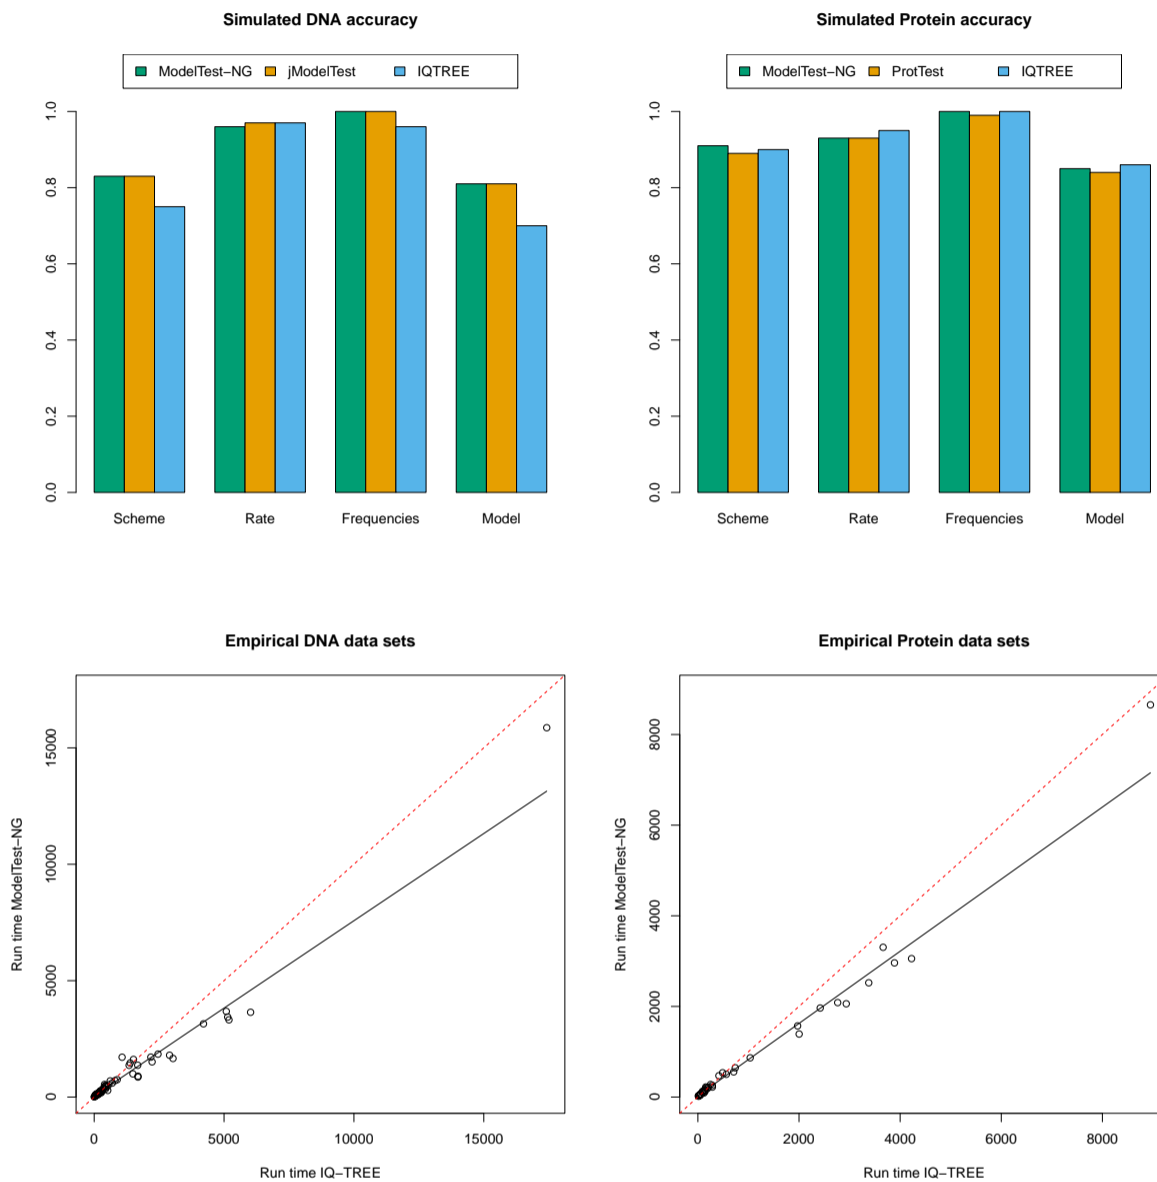 Simulated DNA accuracy
ModelTest−NG jModelTest IQTREE
1.0
0.8
0.6
0.4
0.2
0.0
Scheme Rate Frequencies Model
Simulated Protein accuracy
ModelTest−NG ProtTest IQTREE
1.0
0.8
0.6
0.4
0.2
0.0
Scheme Rate Frequencies Model
Empirical DNA data sets
Run time ModelTest−NG
15000
10000
5000
0
0 5000 10000 15000
Run time IQ−TREE
Empirical Protein data sets
Run time ModelTest−NG
8000
6000
4000
2000
0
0 2000 4000 6000 8000
Run time IQ−TREE